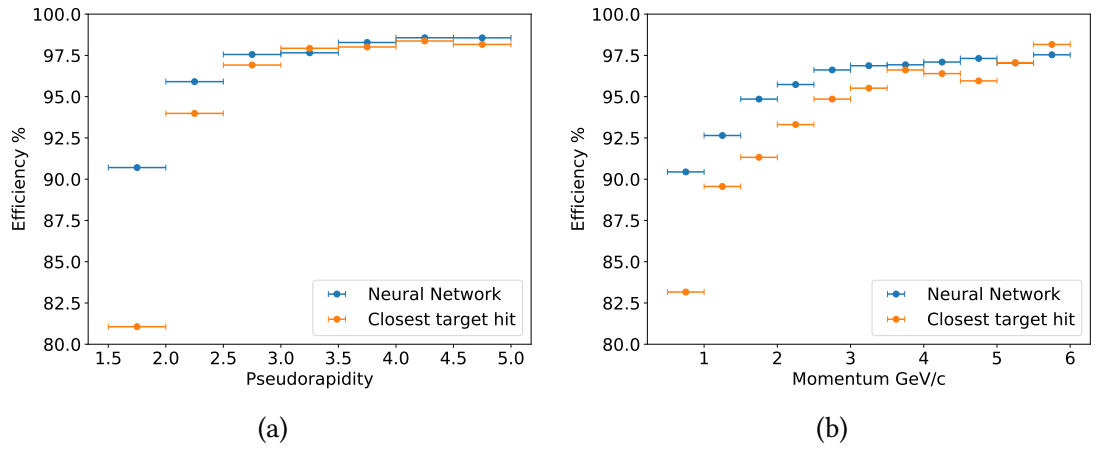 100.0
97.5
95.0
92.5
90.0
87.5
85.0
82.5
80.0
Efficiency %
1.5 2.0 2.5 3.0 3.5 4.0 4.5 5.0
Pseudorapidity
Neural Network
Closest target hit
(a)
100.0
97.5
95.0
92.5
90.0
87.5
85.0
82.5
80.0
Efficiency %
1 2 3 4 5 6
Momentum GeV/c
Neural Network
Closest target hit
(b)